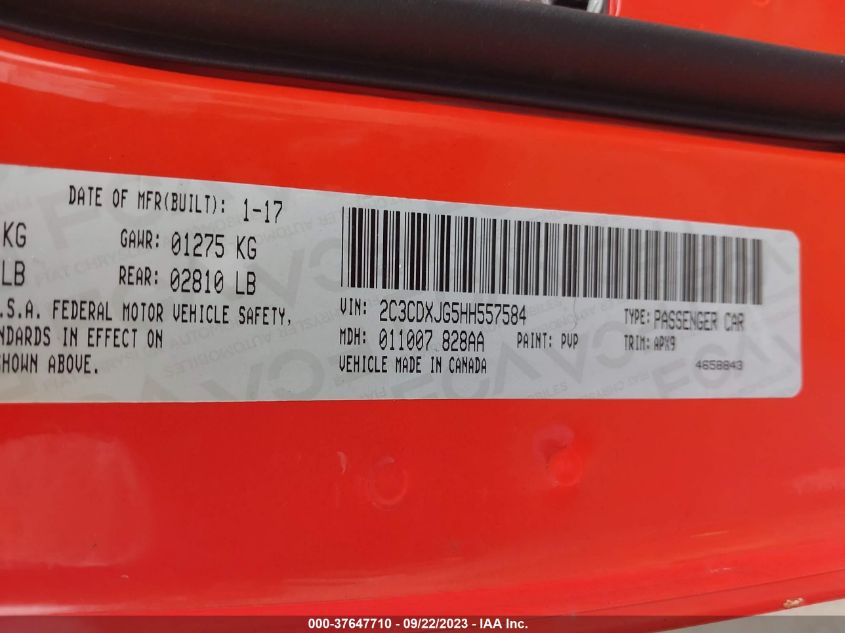 DATE OF MFR(BUILT): 1-17
KG GAWR: 01275 KG
LB REAR: 02810 LB
.S.A. FEDERAL MOTOR VEHICLE SAFETY,
NDARDS IN EFFECT ON
SHOWN ABOVE.
VIN: 2C3CDXJG5HH557584 TYPE: PASSENGER CAR
MDH: 011007 828AA PAINT: PVP TRIM: APX9
VEHICLE MADE IN CANADA 4658843
000-37647710 - 09/22/2023 - IAA Inc.